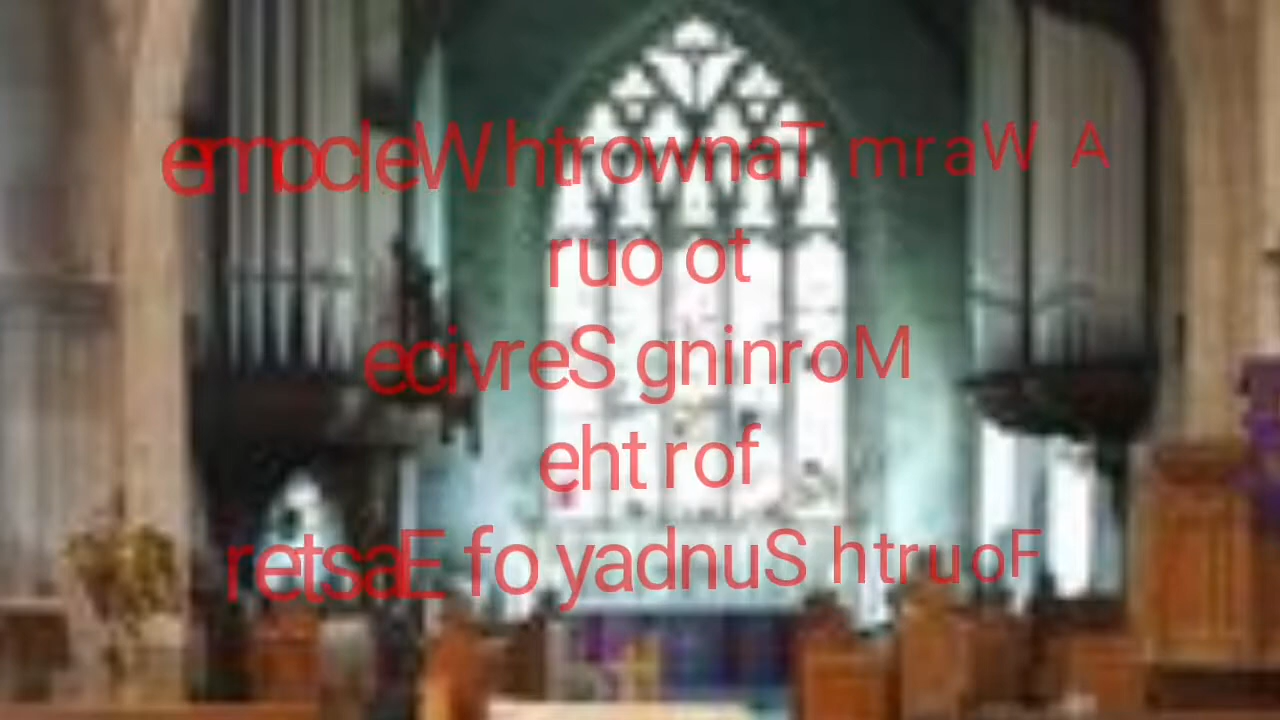 emocleW htrownaT mraW A
ruo ot
ecivreS gninroM
eht rof
retsaE fo yadnuS htruoF